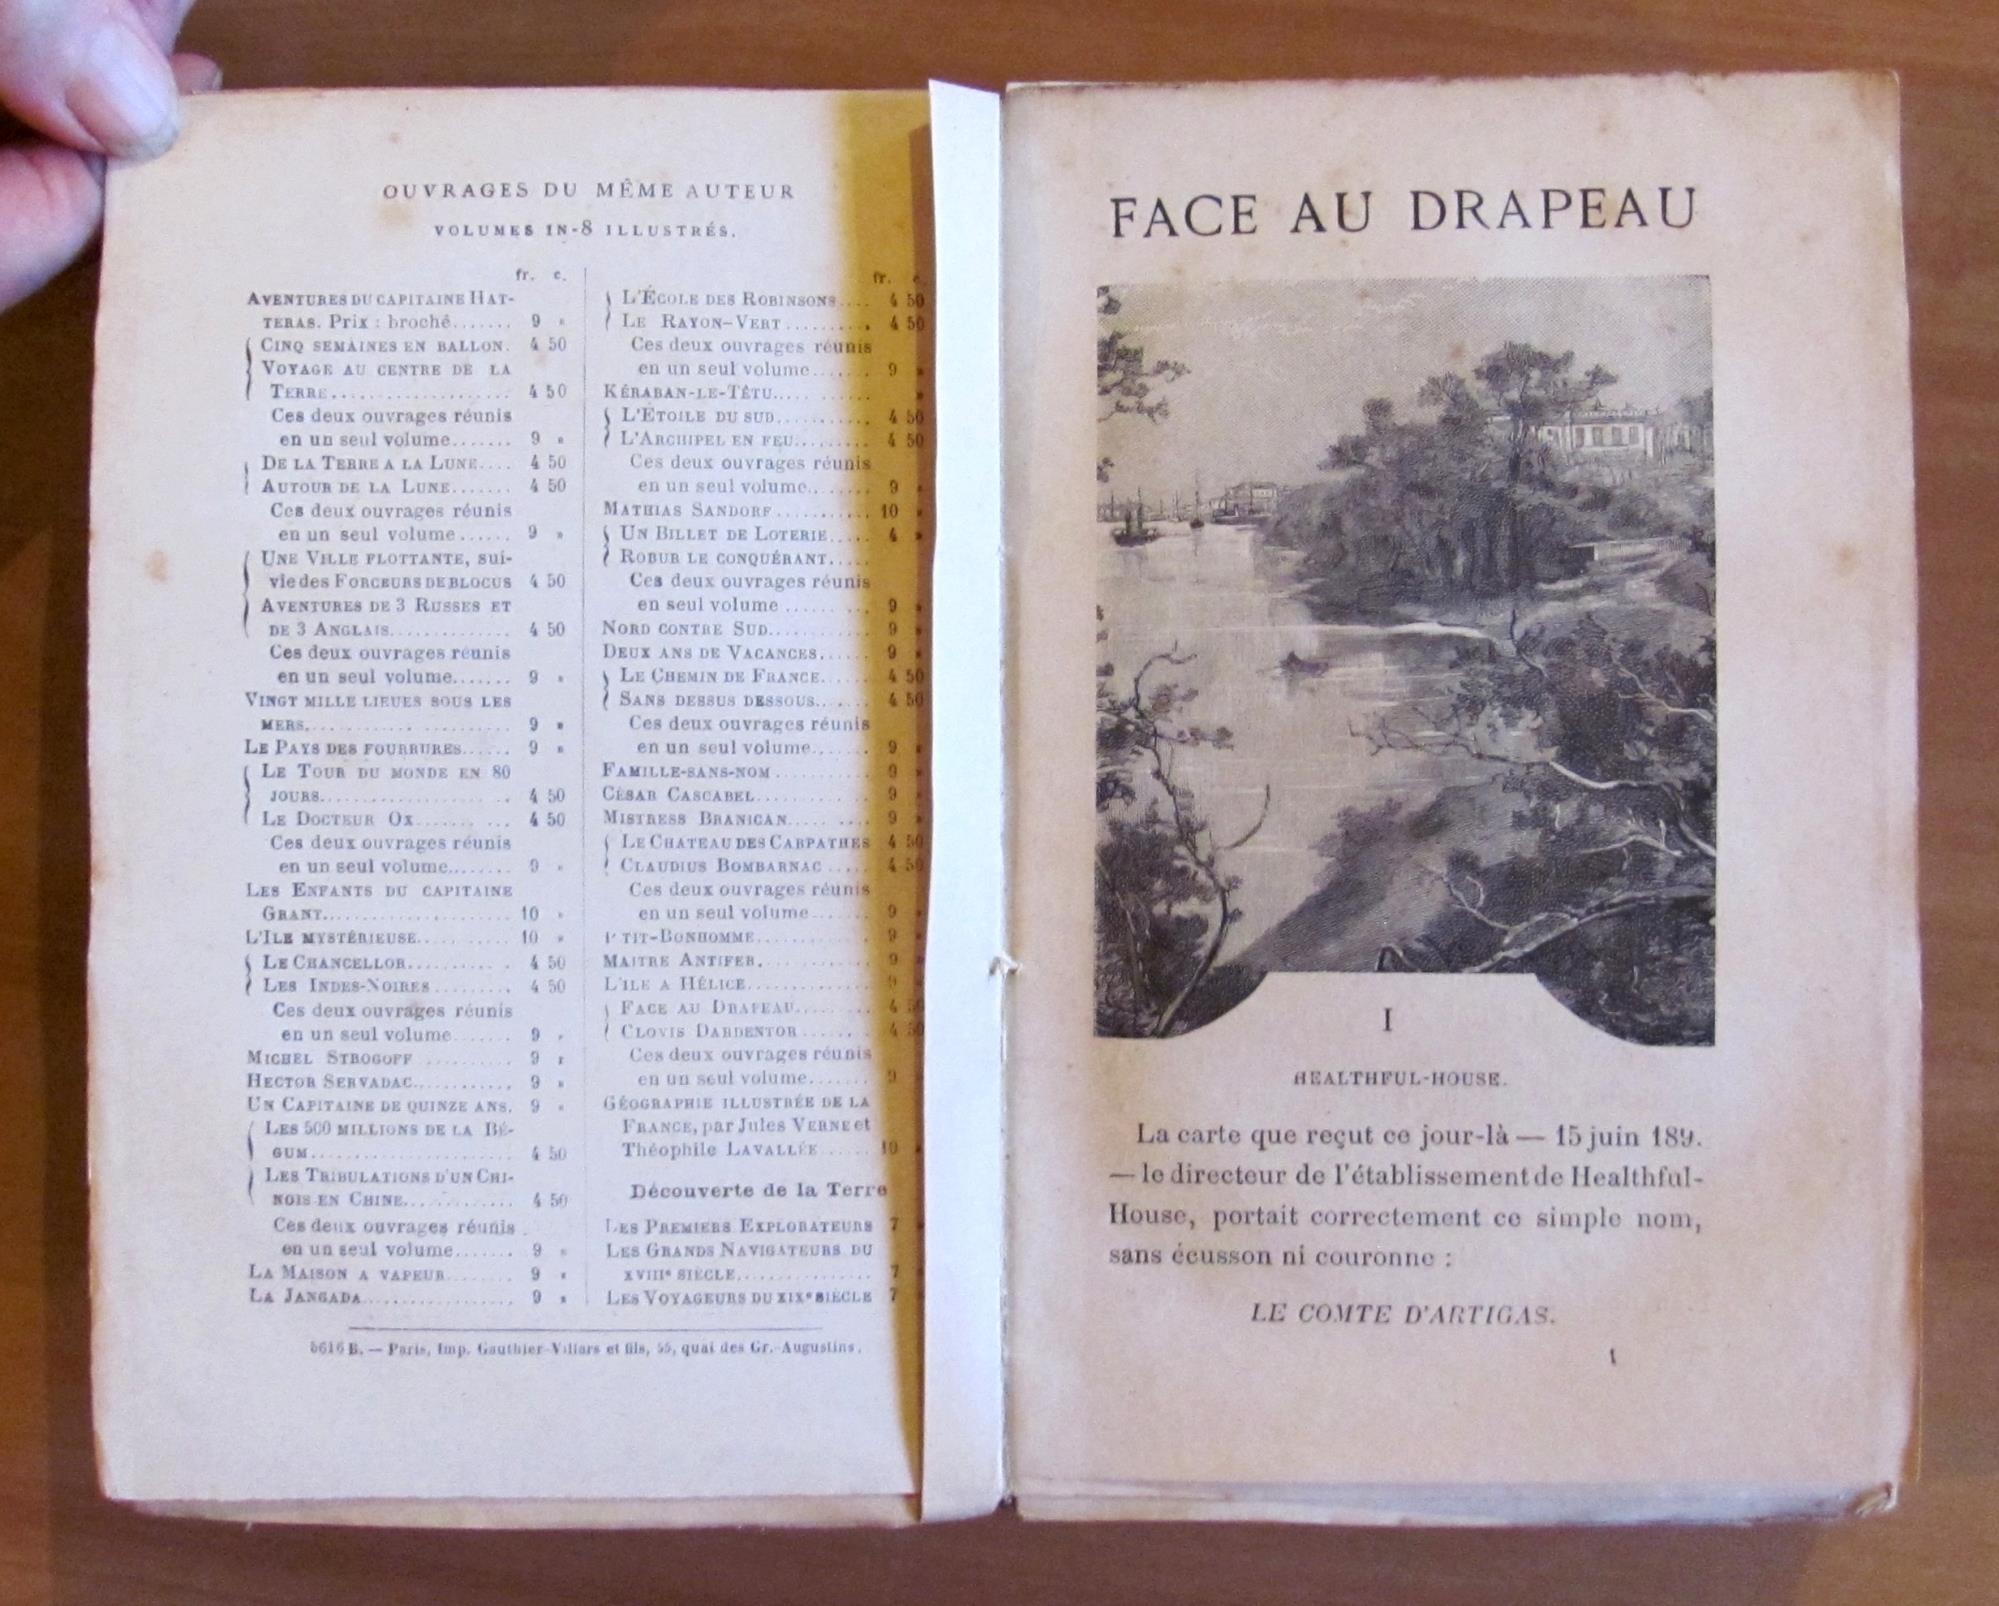 OUVRAGES DU MÊME AUTEUR
VOLUMES IN-8 ILLUSTRÉS.
fr. c.
AVENTURES DU CAPITAINE HAT-
TERAS. Prix : broché....... 9 »
CINQ SEMAINES EN BALLON. 4 50
VOYAGE AU CENTRE DE LA
TERRE.................... 4 50
Ces deux ouvrages réunis
en un seul volume....... 9 »
DE LA TERRE A LA LUNE.... 4 50
AUTOUR DE LA LUNE....... 4 50
Ces deux ouvrages réunis
en un seul volume...... 9 »
UNE VILLE FLOTTANTE, sui-
vie des FORCEURS DE BLOCUS 4 50
AVENTURES DE 3 RUSSES ET
DE 3 ANGLAIS............. 4 50
Ces deux ouvrages réunis
en un seul volume....... 9 »
VINGT MILLE LIEUES SOUS LES
MERS..................... 9 »
LE PAYS DES FOURRURES...... 9 »
LE TOUR DU MONDE EN 80
JOURS.................... 4 50
LE DOCTEUR OX........... 4 50
Ces deux ouvrages réunis
en un seul volume........ 9 »
LES ENFANTS DU CAPITAINE
GRANT.................... 10 »
L'ILE MYSTÉRIEUSE.......... 10 »
LE CHANCELLOR........... 4 50
LES INDES-NOIRES ......... 4 50
Ces deux ouvrages réunis
en un seul volume....... 9 »
MICHEL STROGOFF .......... 9 »
HECTOR SERVADAC............ 9 »
UN CAPITAINE DE QUINZE ANS. 9 »
LES 500 MILLIONS DE LA BÉ-
GUM...................... 4 50
LES TRIBULATIONS D'UN CHI-
NOIS EN CHINE............ 4 50
Ces deux ouvrages réunis
en un seul volume....... 9 »
LA MAISON A VAPEUR........ 9 »
LA JANGADA................. 9 »
fr. c.
L'ÉCOLE DES ROBINSONS.... 4 50
LE RAYON-VERT .......... 4 50
Ces deux ouvrages réunis
en un seul volume....... 9 »
KÉRABAN-LE-TÊTU........... »
L'ÉTOILE DU SUD.......... 4 50
L'ARCHIPEL EN FEU......... 4 50
Ces deux ouvrages réunis
en un seul volume........ 9 »
MATHIAS SANDORF ........... 10 »
UN BILLET DE LOTERIE..... 4 »
ROBUR LE CONQUÉRANT.....
Ces deux ouvrages réunis
en seul volume ......... 9 »
NORD CONTRE SUD........... 9 »
DEUX ANS DE VACANCES...... 9 »
LE CHEMIN DE FRANCE...... 4 50
SANS DESSUS DESSOUS...... 4 50
Ces deux ouvrages réunis
en un seul volume....... 9 »
FAMILLE-SANS-NOM .......... 9 »
CÉSAR CASCABEL............ 9 »
MISTRESS BRANICAN......... 9 »
LE CHATEAU DES CARPATHES 4 50
CLAUDIUS BOMBARNAC ..... 4 50
Ces deux ouvrages réunis
en un seul volume....... 9 »
P'TIT-BONHOMME............ 9 »
MAITRE ANTIFER............ 9 »
L'ILE A HÉLICE............. 9 »
FACE AU DRAPEAU......... 4 50
CLOVIS DARDENTOR ....... 4 50
Ces deux ouvrages réunis
en un seul volume....... 9 »
GÉOGRAPHIE ILLUSTRÉE DE LA
FRANCE, par Jules VERNE et
Théophile LAVALLÉE ...... 10 »
Découverte de la Terre
LES PREMIERS EXPLORATEURS 7 »
LES GRANDS NAVIGATEURS DU
XVIIIe SIÈCLE.............. 7 »
LES VOYAGEURS DU XIXe SIÈCLE 7 »
5616 B. — Paris, Imp. Gauthier-Villars et fils, 55, quai des Gr.-Augustins.
FACE AU DRAPEAU
I
HEALTHFUL-HOUSE.
La carte que reçut ce jour-là — 15 juin 189.
— le directeur de l'établissement de Healthful-
House, portait correctement ce simple nom,
sans écusson ni couronne :
LE COMTE D'ARTIGAS.
1